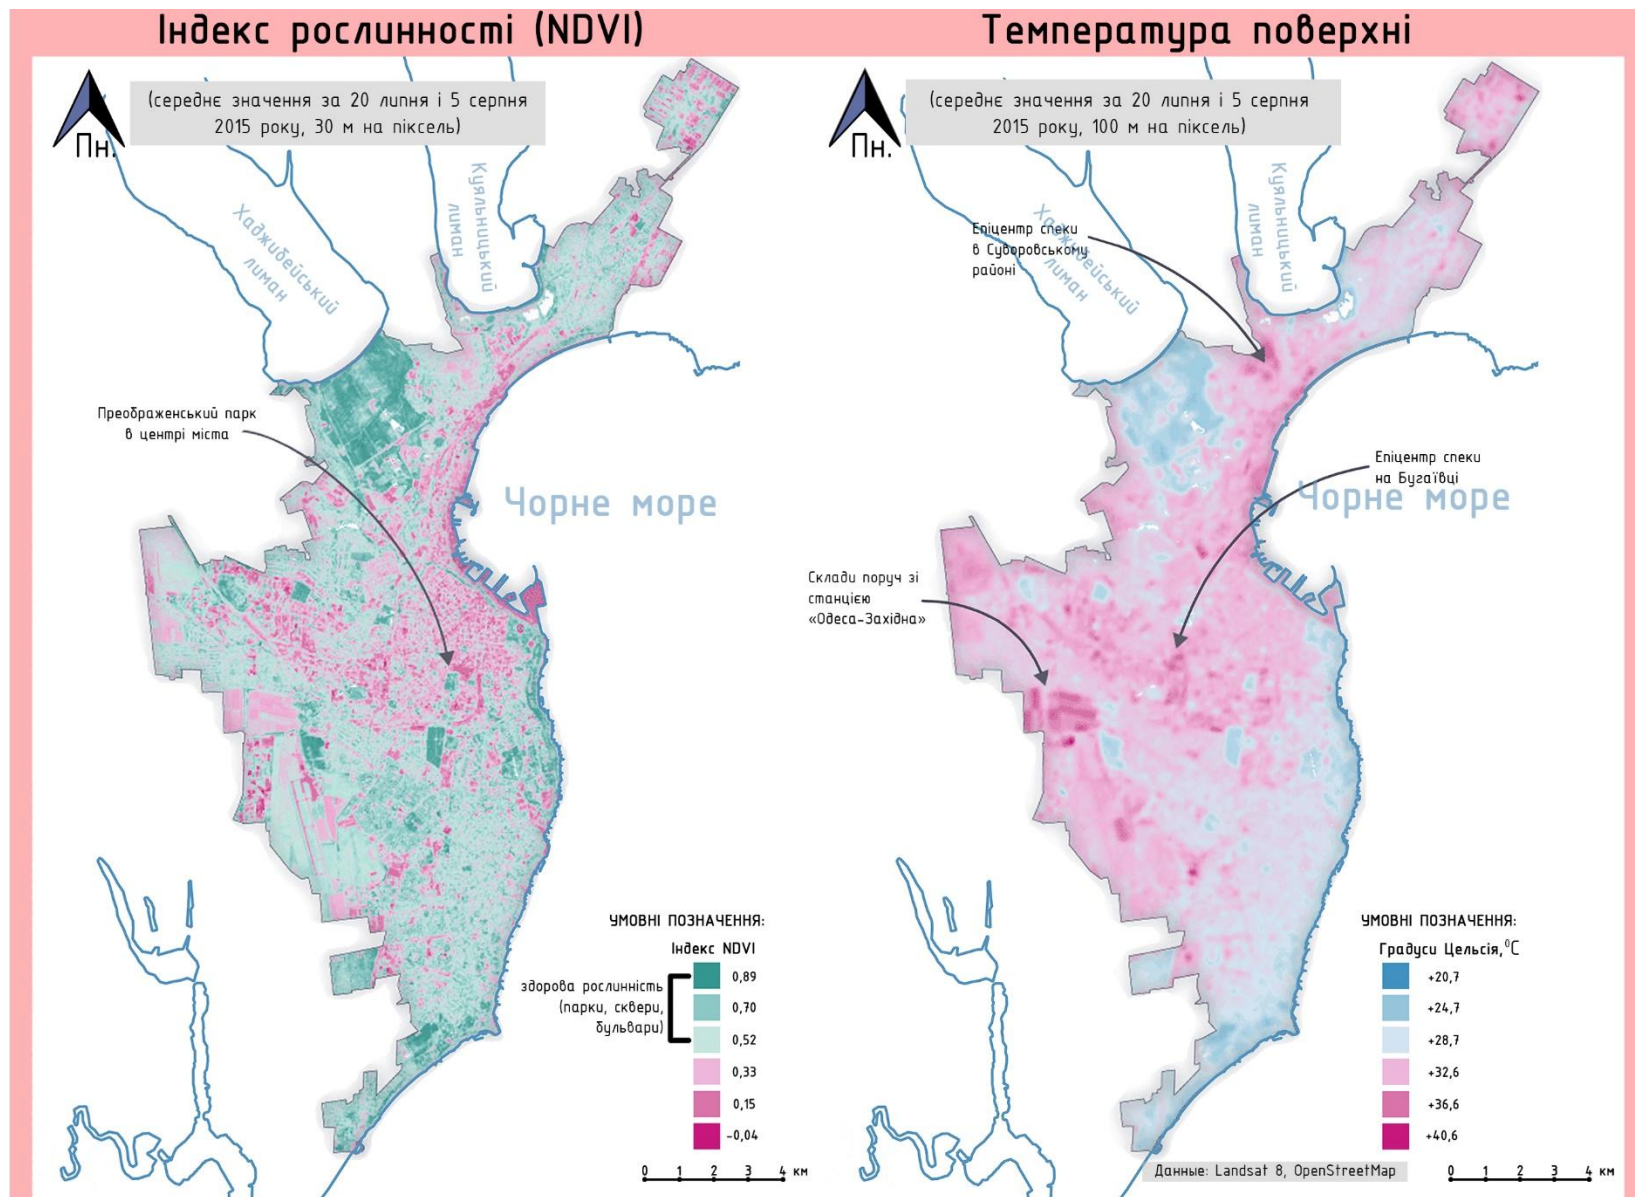 Індекс рослинності (NDVI)
(середнє значення за 20 липня і 5 серпня
2015 року, 30 м на піксель)
Пн.
Хаджибейський
лиман
Куяльницький
лиман
Преображенський парк
в центрі міста
Чорне море
УМОВНІ ПОЗНАЧЕННЯ:
Індекс NDVI
здорова рослинність
(парки, сквери,
бульвари)
0,89
0,70
0,52
0,33
0,15
-0,04
0 1 2 3 4 км
Температура поверхні
(середнє значення за 20 липня і 5 серпня
2015 року, 100 м на піксель)
Пн.
Хаджибейський
лиман
Куяльницький
лиман
Епіцентр спеки
в Суворовському
районі
Епіцентр спеки
на Бугаївці
Чорне море
Склади поруч зі
станцією
«Одеса-Західна»
УМОВНІ ПОЗНАЧЕННЯ:
Градуси Цельсія,⁰C
+20,7
+24,7
+28,7
+32,6
+36,6
+40,6
Данные: Landsat 8, OpenStreetMap
0 1 2 3 4 км